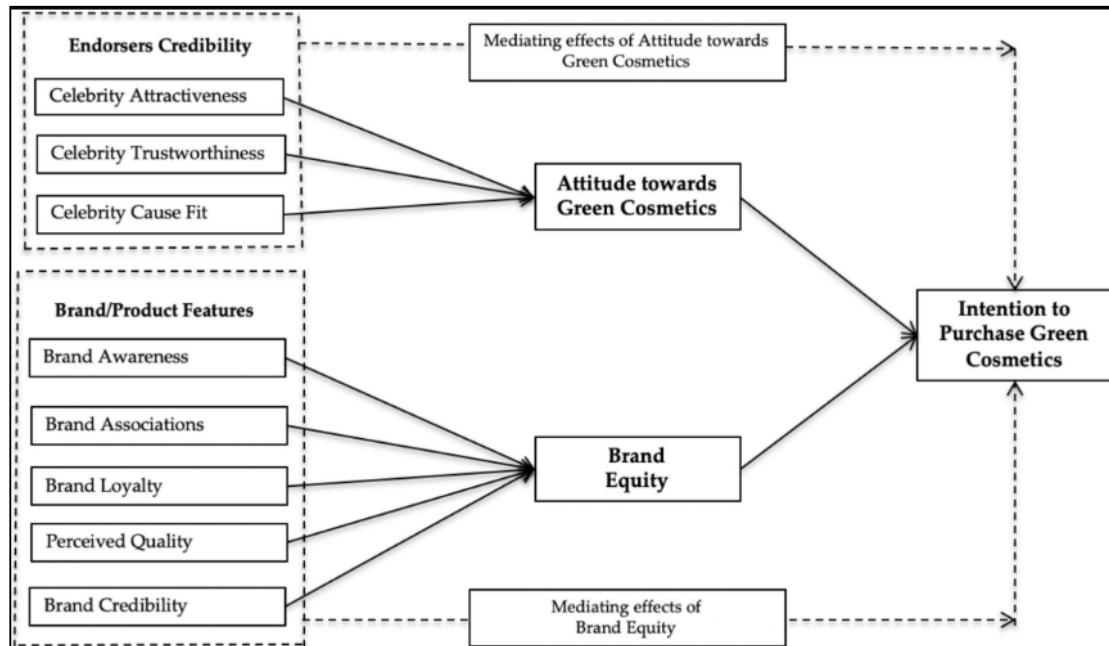 Endorsers Credibility
Mediating effects of Attitude towards
Green Cosmetics
Celebrity Attractiveness
Celebrity Trustworthiness
Celebrity Cause Fit
Attitude towards
Green Cosmetics
Brand/Product Features
Brand Awareness
Brand Associations
Brand Loyalty
Perceived Quality
Brand Credibility
Brand
Equity
Intention to
Purchase Green
Cosmetics
Mediating effects of
Brand Equity